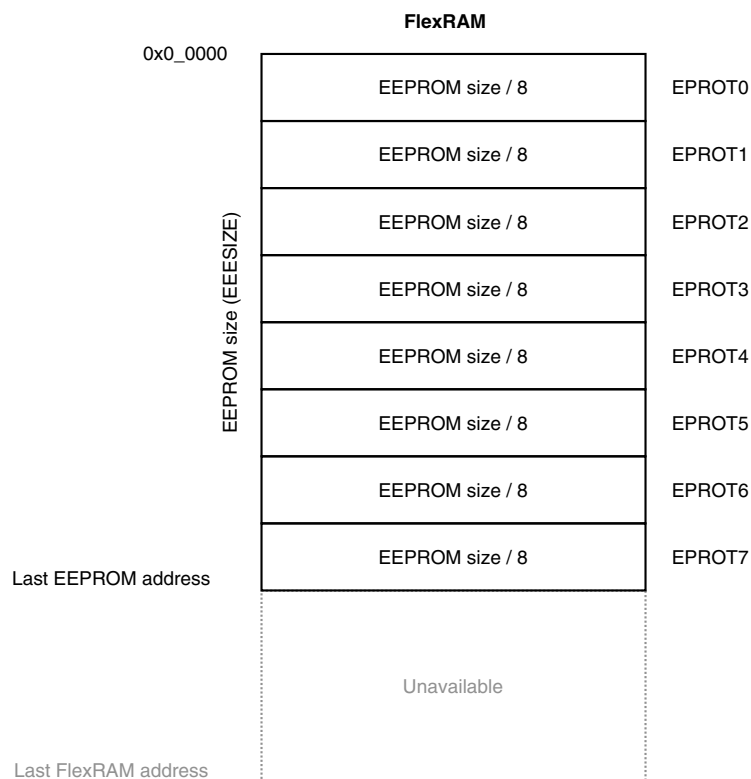 FlexRAM
0x0_0000
EEPROM size / 8 EPROT0
EEPROM size / 8 EPROT1
EEPROM size / 8 EPROT2
EEPROM size / 8 EPROT3
EEPROM size (EEESIZE)
EEPROM size / 8 EPROT4
EEPROM size / 8 EPROT5
EEPROM size / 8 EPROT6
EEPROM size / 8 EPROT7
Last EEPROM address
Unavailable
Last FlexRAM address